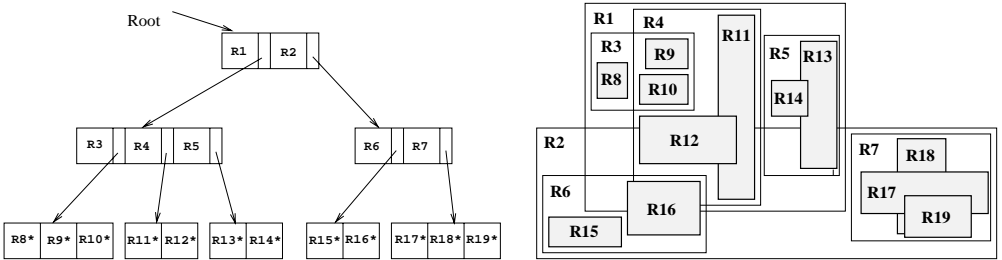 Root
R1 R2
R3 R4 R5
R6 R7
R8* R9* R10*
R11* R12*
R13* R14*
R15* R16*
R17* R18* R19*
R1
R4
R11
R3
R9
R5
R13
R8
R10
R14
R2
R12
R7
R18
R6
R17
R16
R19
R15